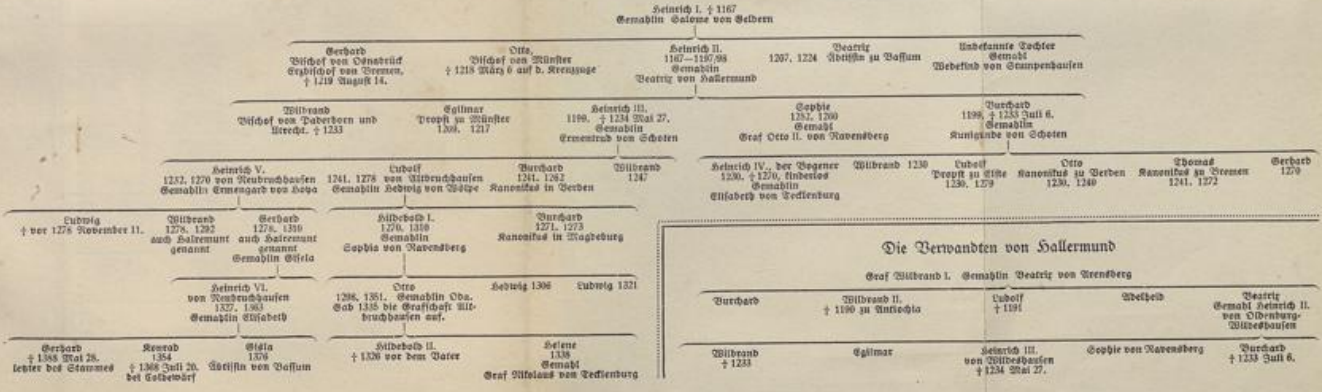 Heinrich I. † 1167
Gemahlin Salome von Geldern
Gerhard
Bischof von Osnabrück
Erzbischof von Bremen,
† 1219 August 14.
Otto,
Bischof von Münster
† 1218 März 6 auf d. Kreuzzuge
Heinrich II.
1167—1197/98
Gemahlin
Beatrix von Hallermund
Beatrix
1207. 1224 Äbtissin zu Bassum
Unbekannte Tochter
Gemahl
Wedekind von Stumpenhausen
Wilbrand
Bischof von Paderborn und
Utrecht. † 1233
Egilmar
Propst zu Münster
1209. 1217
Heinrich III.
1199. † 1234 Mai 27.
Gemahlin
Ermentrud von Schoten
Sophie
1252. 1260
Gemahl
Graf Otto II. von Ravensberg
Burchard
1199. † 1233 Juli 6.
Gemahlin
Kunigunde von Schoten
Heinrich V.
1232. 1270 von Neubruchhausen
Gemahlin Ermengard von Hoya
Ludolf
1241. 1278 von Altbruchhausen
Gemahlin Hedwig von Wölpe
Burchard
1241. 1262
Kanonikus in Verden
Wilbrand
1247
Heinrich IV., der Bogener
1230. † 1270, kinderlos
Gemahlin
Elisabeth von Tecklenburg
Wilbrand 1230
Ludolf
Propst zu Elste
1230. 1279
Otto
Kanonikus zu Verden
1230. 1240
Thomas
Kanonikus zu Bremen
1241. 1272
Gerhard
1270
Ludwig
† vor 1278 November 11.
Wilbrand
1278. 1292
auch Halremunt
genannt
Gerhard
1278. 1310
auch Halremunt
genannt
Gemahlin Gisela
Hildebold I.
1270. 1310
Gemahlin
Sophia von Ravensberg
Burchard
1271. 1273
Kanonikus in Magdeburg
Heinrich VI.
von Neubruchhausen
1327. 1363
Gemahlin Elisabeth
Otto
1298. 1351. Gemahlin Oda.
Gab 1335 die Grafschaft Alt-
bruchhausen auf.
Hedwig 1306
Ludwig 1321
Gerhard
† 1388 Mai 28.
letzter des Stammes
Konrad
1354
† 1368 Juli 20.
bei Coldewärf
Gisla
1376
Äbtissin von Bassum
Hildebold II.
† 1326 vor dem Vater
Helene
1338
Gemahl
Graf Nikolaus von Tecklenburg
Die Verwandten von Hallermund
Graf Wilbrand I. Gemahlin Beatrix von Arensberg
Burchard
Wilbrand II.
† 1190 zu Antiochia
Ludolf
† 1191
Adelheid
Beatrix
Gemahl Heinrich II.
von Oldenburg-
Wildeshausen
Wilbrand
† 1233
Egilmar
Heinrich III.
von Wildeshausen
† 1234 Mai 27.
Sophie von Ravensberg
Burchard
† 1233 Juli 6.